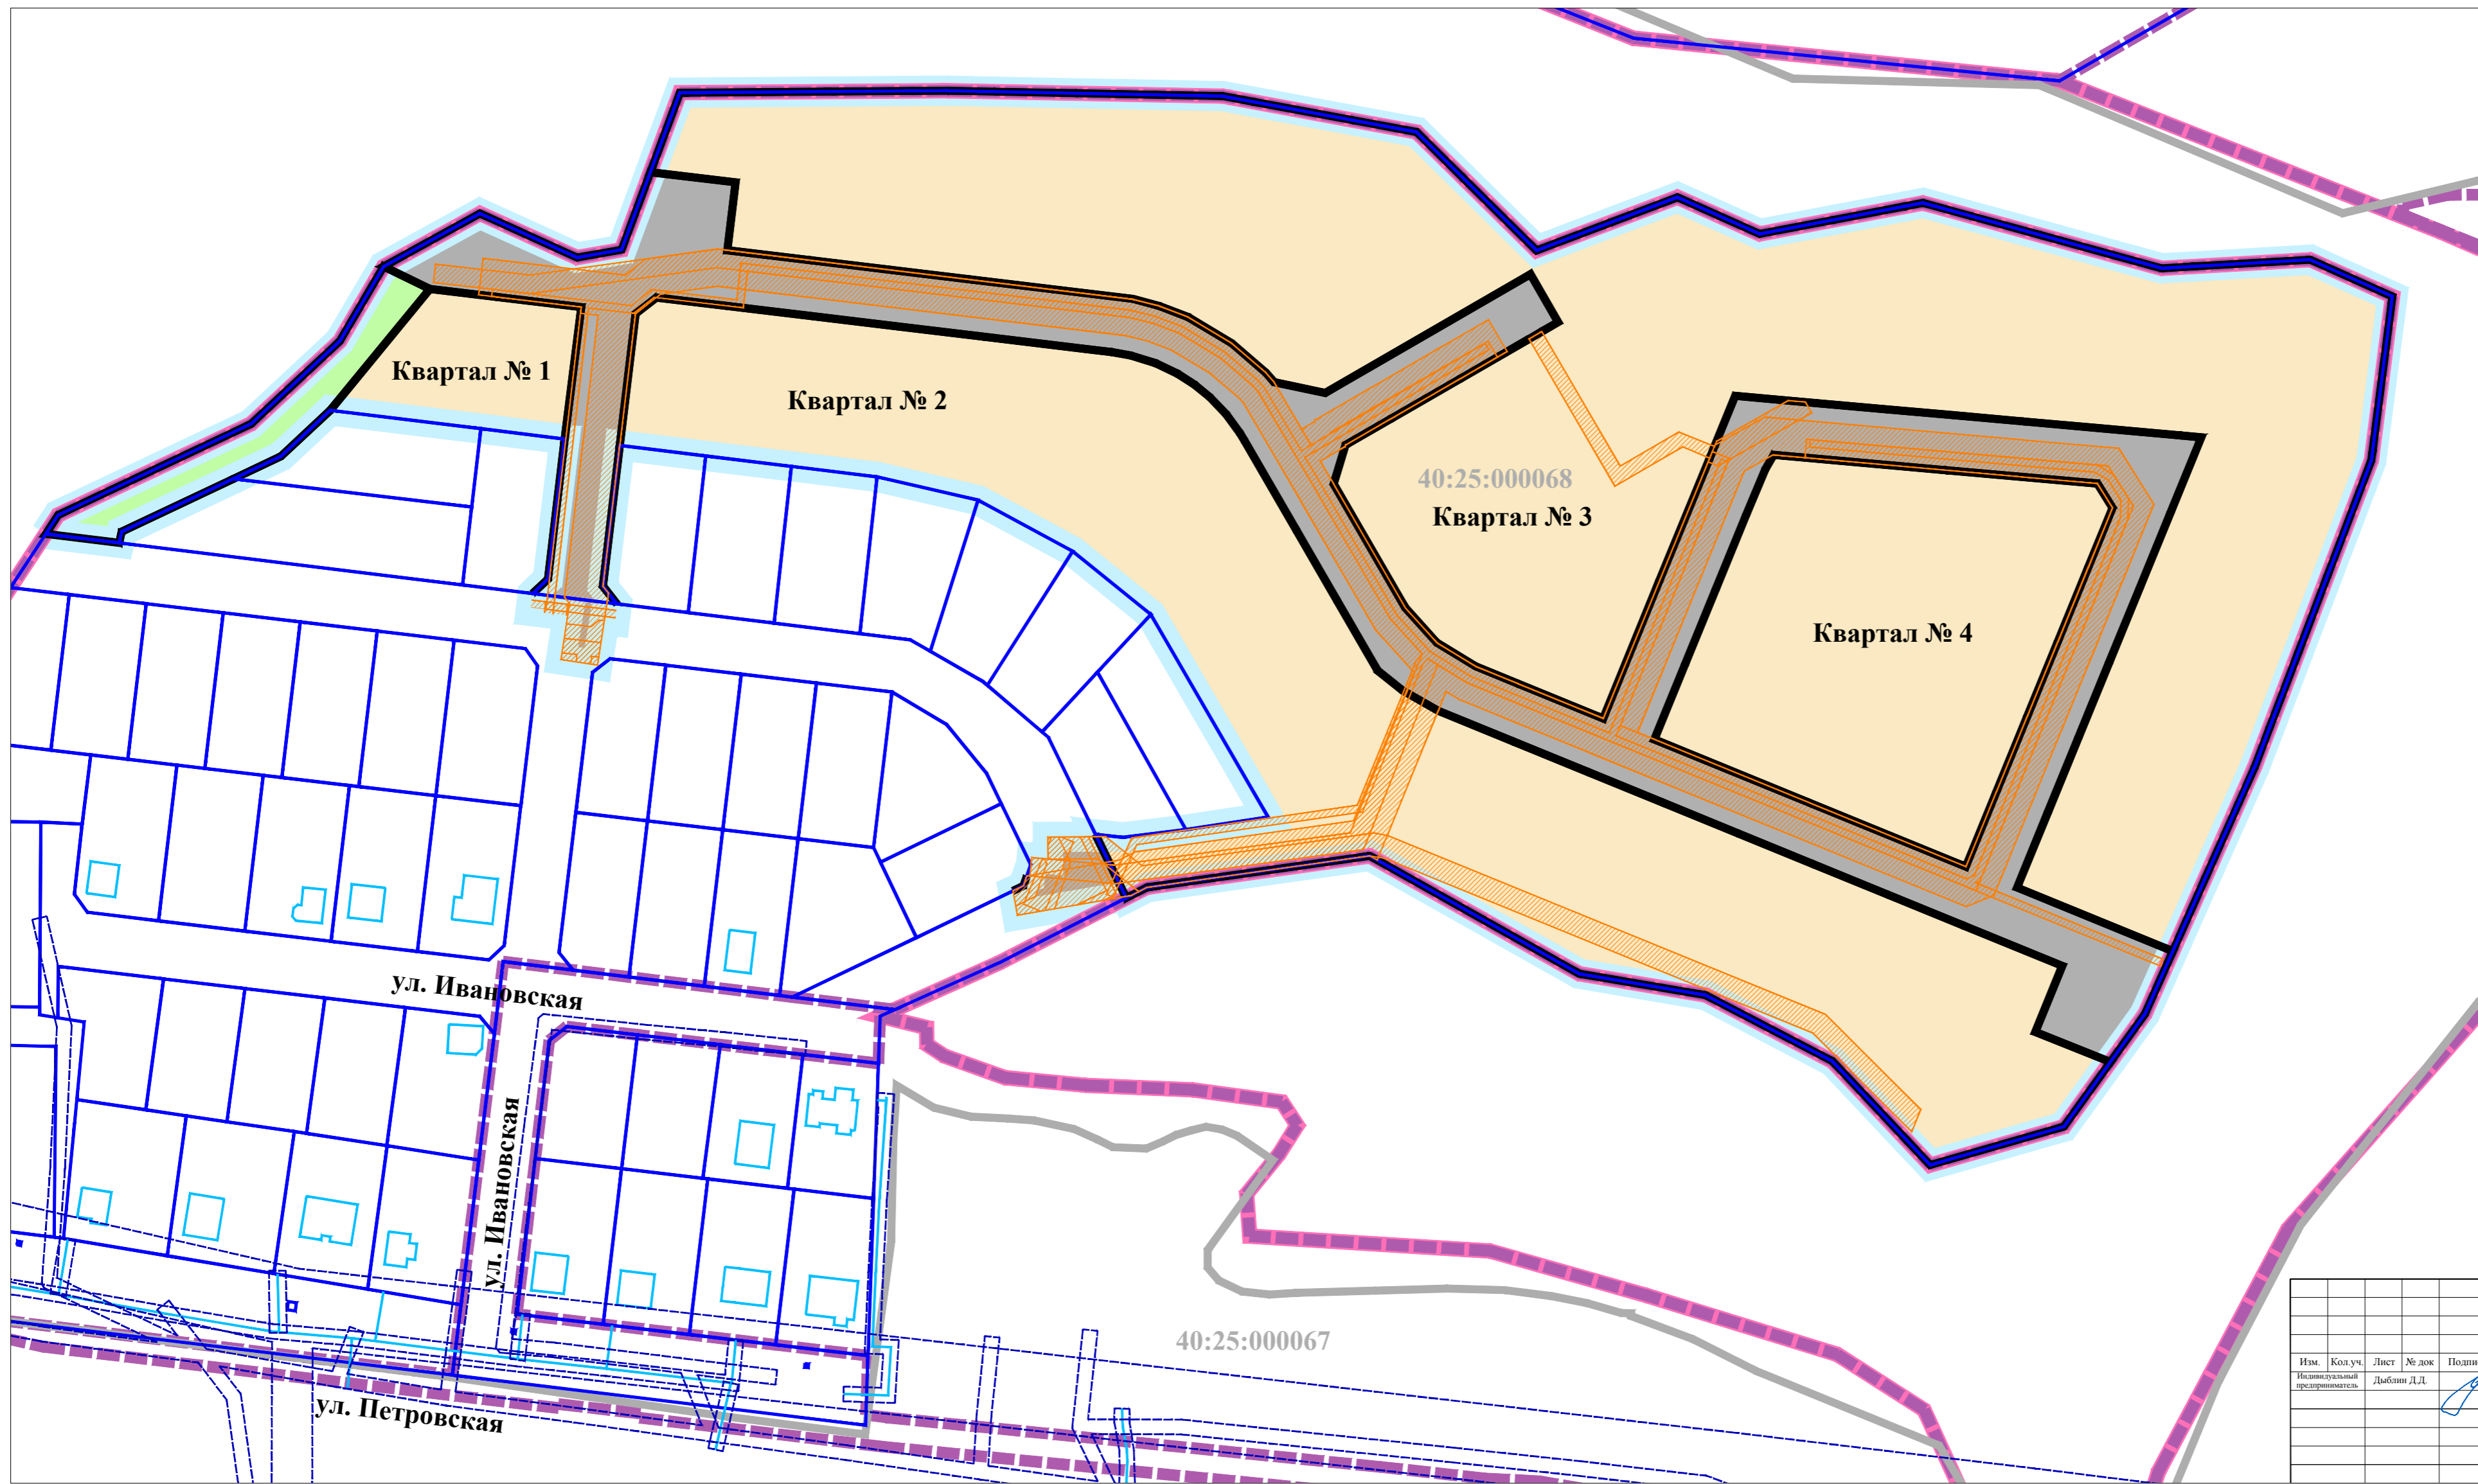 Квартал № 1
Квартал № 2
40:25:000068
Квартал № 3
Квартал № 4
ул. Ивановская
ул. Ивановская
40:25:000067
ул. Петровская
Изм. Кол.уч. Лист № док
Индивидуальный предприниматель Дыблин Д.Д.